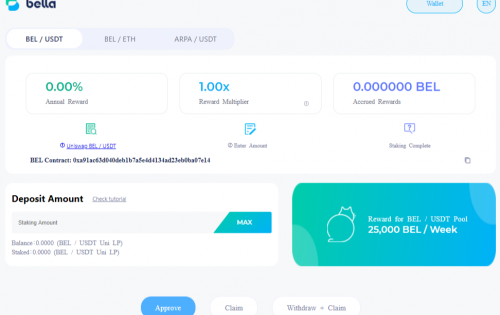 bella
Wallet
EN
BEL / USDT
BEL / ETH
ARPA / USDT
0.00%
Annual Reward
1.00x
Reward Multiplier
0.000000 BEL
Accrued Rewards
Uniswap BEL / USDT
Enter Amount
Staking Complete
BEL Contract: 0xa91ac63d040deb1b7a5e4d4134ad23eb0ba07e14
Deposit Amount
Check tutorial
Staking Amount
MAX
Balance : 0.0000 (BEL / USDT Uni LP)
Staked : 0.0000 (BEL / USDT Uni LP)
Reward for BEL / USDT Pool
25,000 BEL / Week
Approve
Claim
Withdraw + Claim